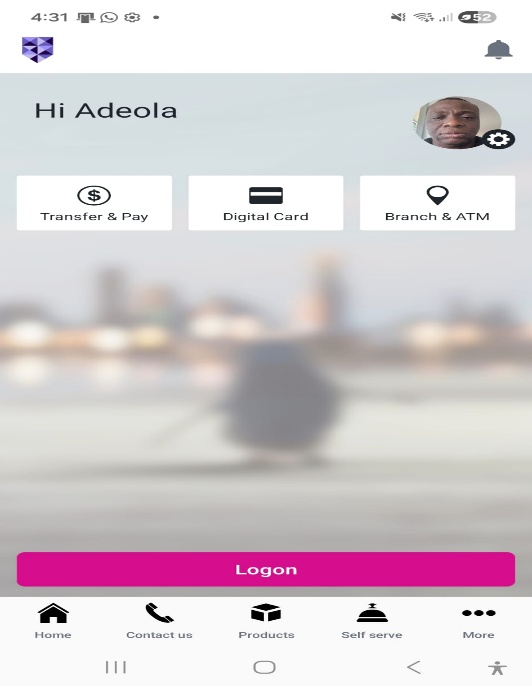 4:31
52
Hi Adeola
Transfer & Pay
Digital Card
Branch & ATM
Logon
Home
Contact us
Products
Self serve
More